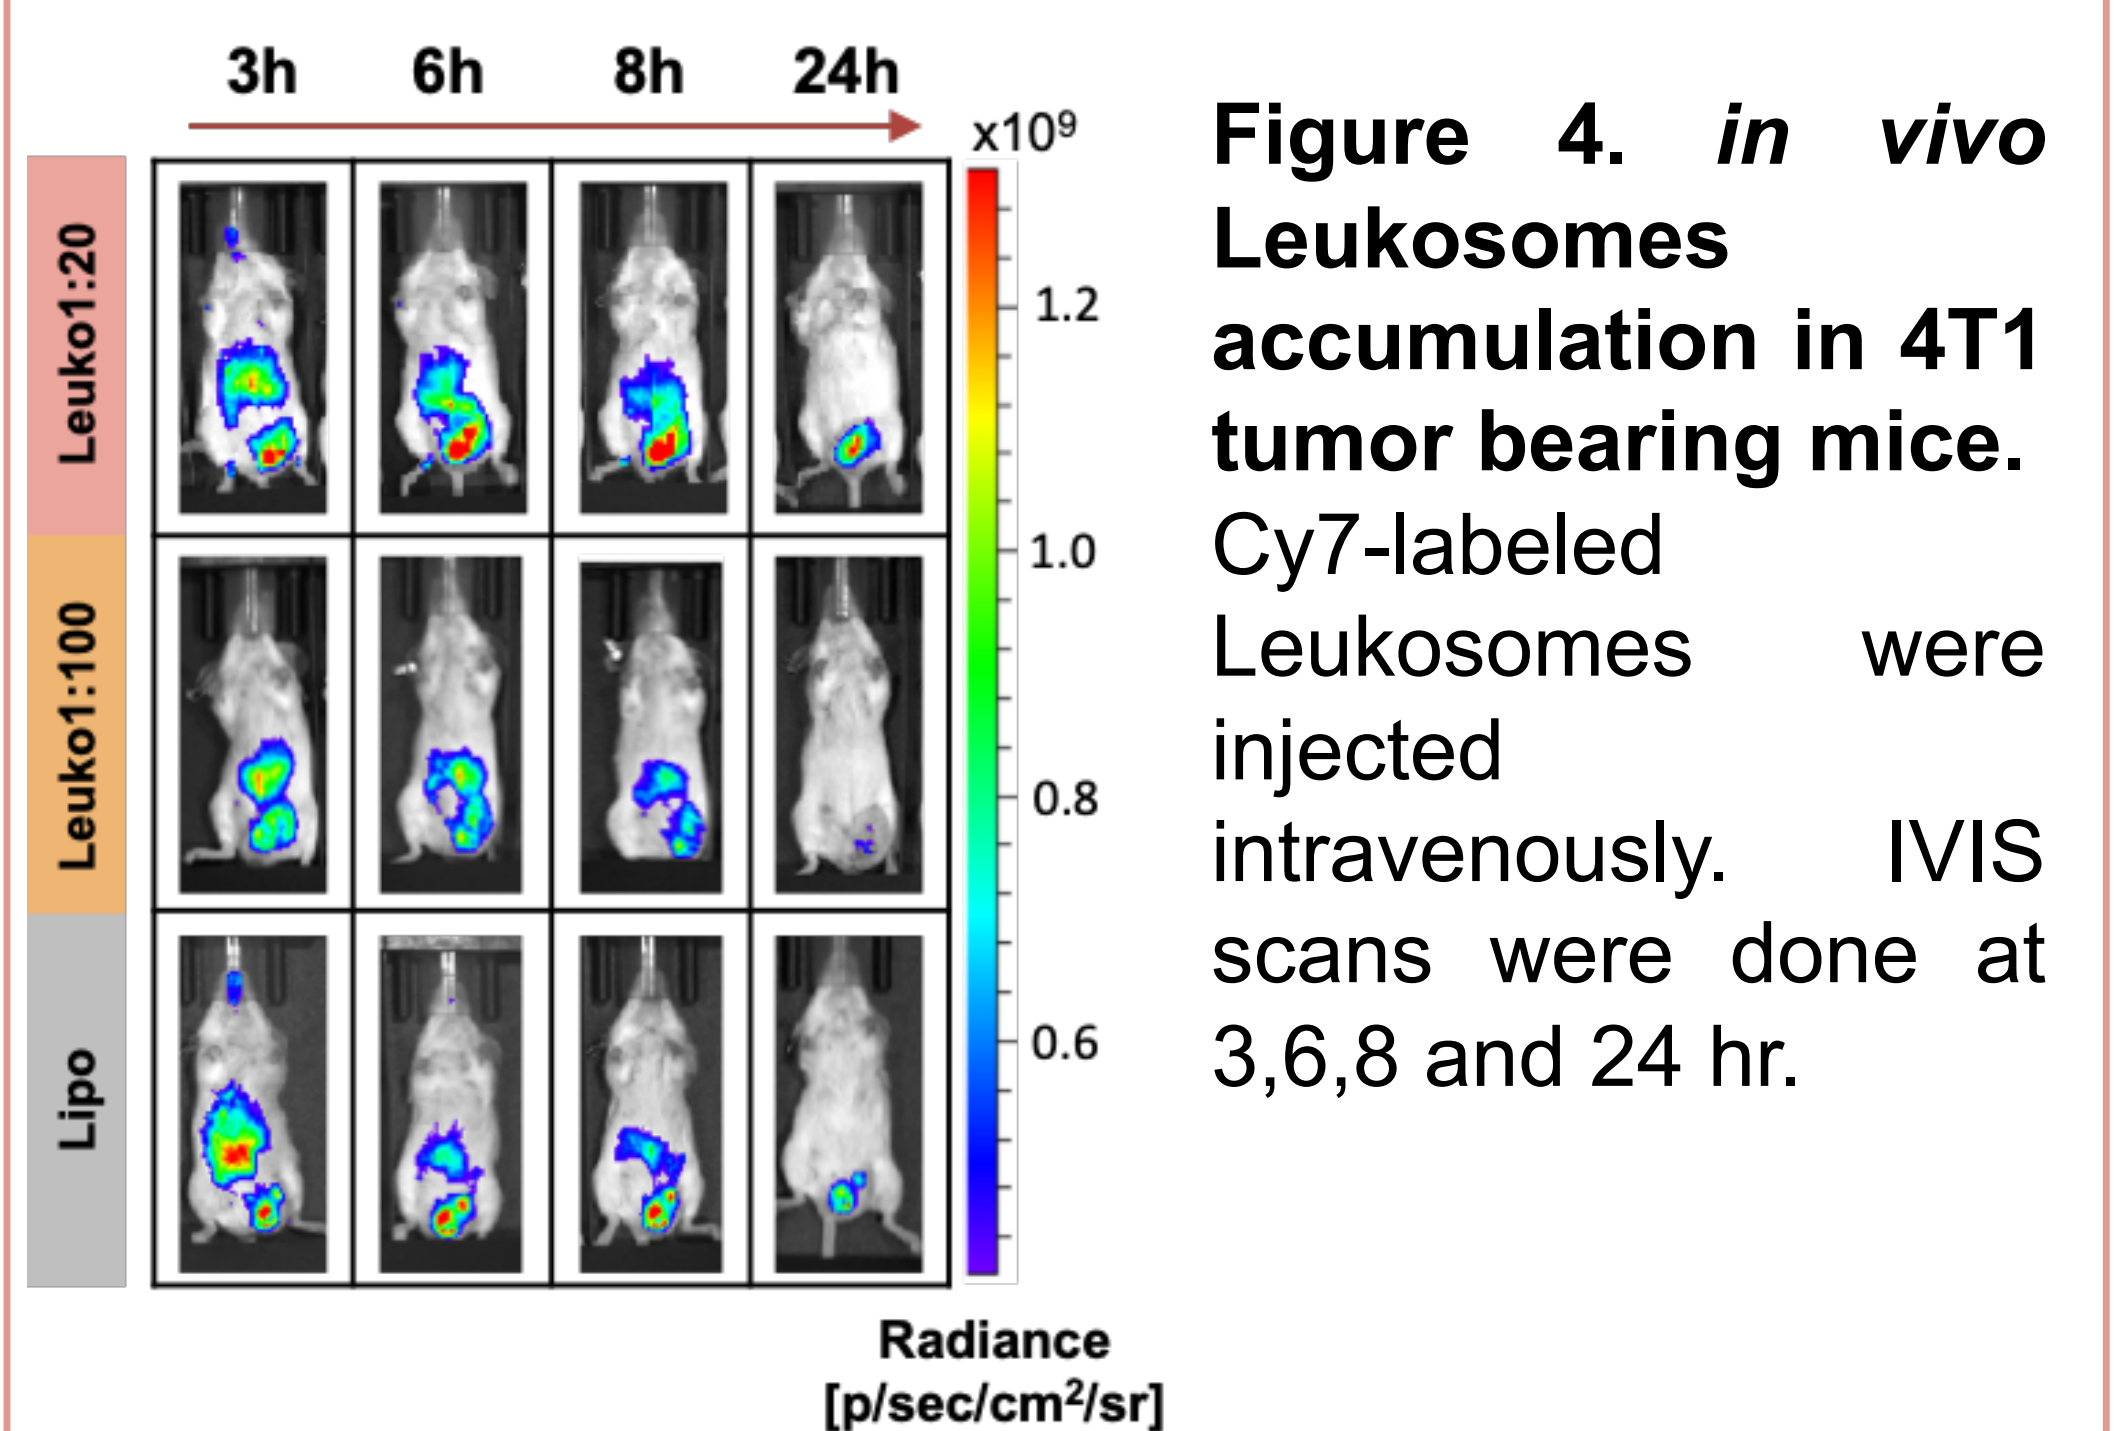 3h 6h 8h 24h
x10⁹
Leuko1:20
Leuko1:100
Lipo
1.2
1.0
0.8
0.6
Radiance
[p/sec/cm²/sr]
Figure 4. in vivo
Leukosomes
accumulation in 4T1
tumor bearing mice.
Cy7-labeled
Leukosomes were
injected
intravenously. IVIS
scans were done at
3,6,8 and 24 hr.